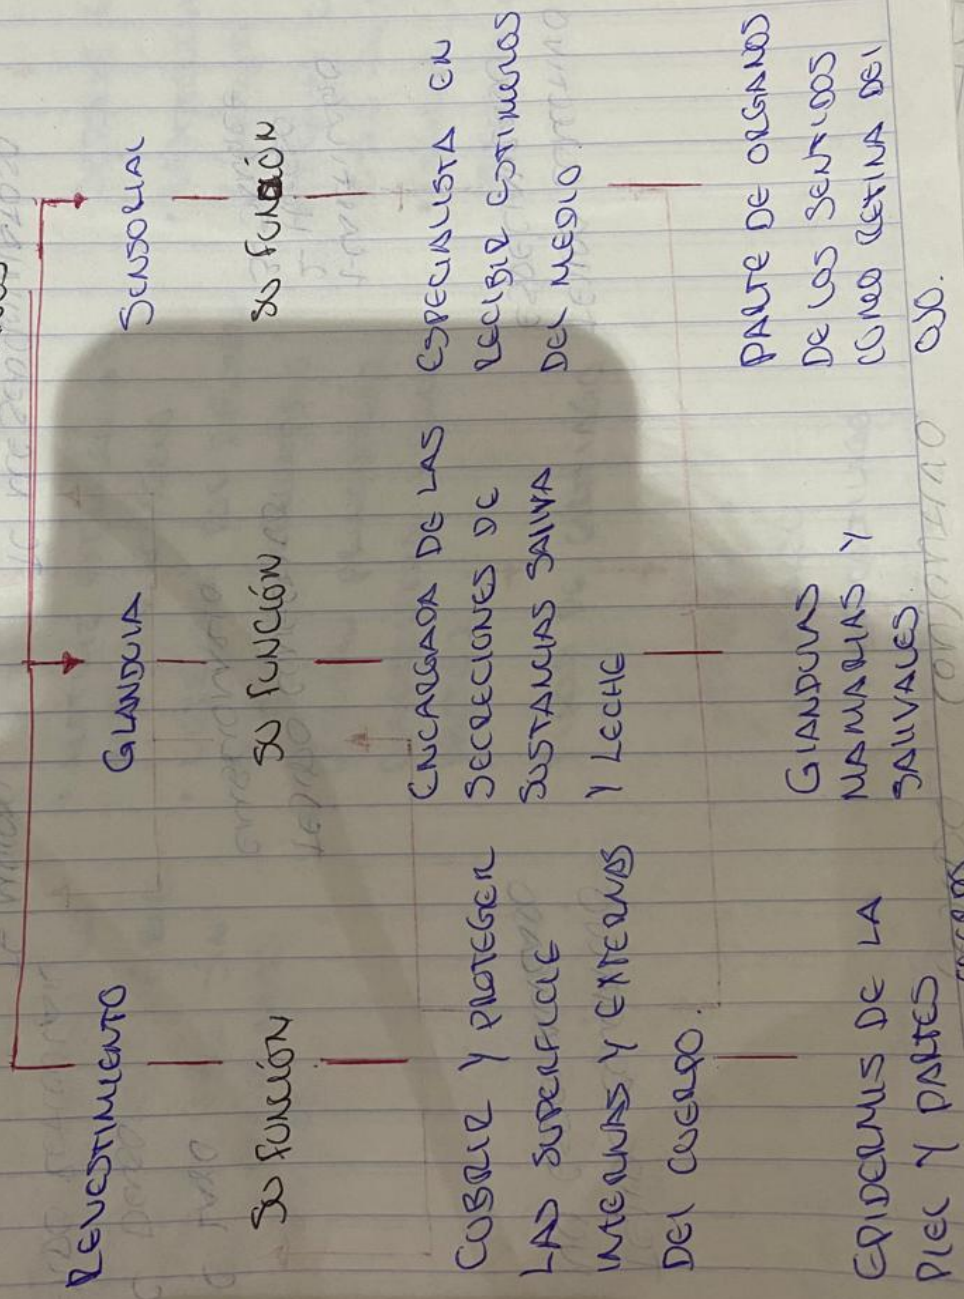 REVESTIMIENTO
SU FUNCIÓN
CUBRIR Y PROTEGER
LAS SUPERFICIE
INTERNAS Y EXTERNAS
DEL CUERPO.
EPIDERMIS DE LA
PIEL Y PARTES
GLANDULA
SU FUNCIÓN
ENCARGADA DE LAS
SECRECIONES DE
SUSTANCIAS SALIVA
Y LECHE
GLANDULAS
MAMARIAS Y
SALIVALES.
SENSORIAL
SU FUNCIÓN
ESPECIALISTA EN
RECIBIR ESTIMULOS
DEL MEDIO.
PARTE DE ORGANOS
DE LOS SENTIDOS
COMO RETINA DEL
OJO.